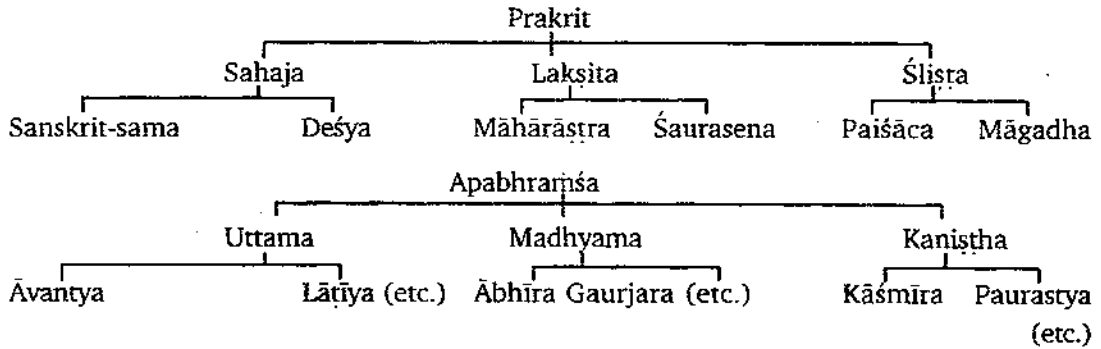 Prakrit
Sahaja Lakṣita Śliṣṭa
Sanskrit-sama Deśya Māhārāṣṭra Śaurasena Paiśāca Māgadha
Apabhraṁśa
Uttama Madhyama Kaniṣṭha
Āvantya Lāṭīya (etc.) Ābhīra Gaurjara (etc.) Kāśmīra Paurastya
(etc.)